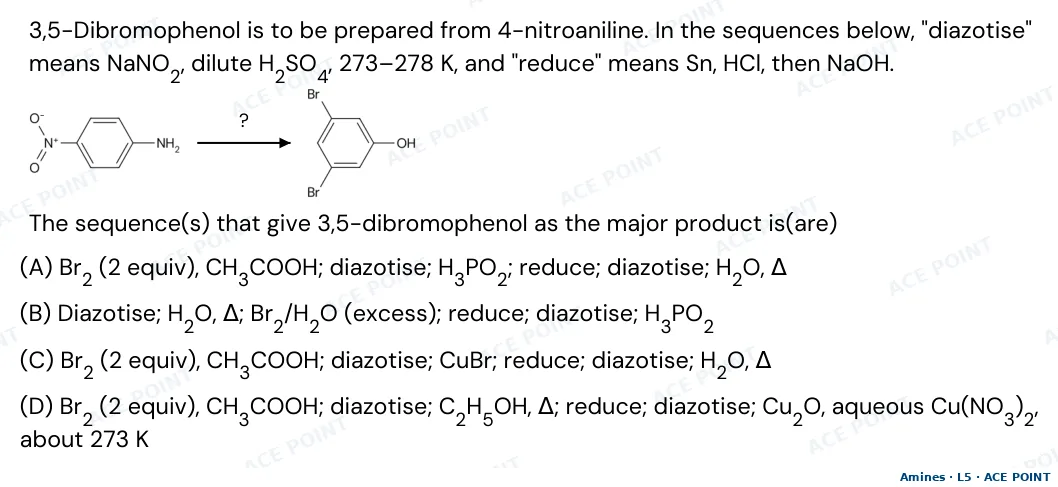 3,5-Dibromophenol is to be prepared from 4-nitroaniline. In the sequences below, "diazotise"
means NaNO₂, dilute H₂SO₄, 273–278 K, and "reduce" means Sn, HCl, then NaOH.
Br
O⁻
?
N⁺
NH₂
OH
O
Br
The sequence(s) that give 3,5-dibromophenol as the major product is(are)
(A) Br₂ (2 equiv), CH₃COOH; diazotise; H₃PO₂; reduce; diazotise; H₂O, Δ
(B) Diazotise; H₂O, Δ; Br₂/H₂O (excess); reduce; diazotise; H₃PO₂
(C) Br₂ (2 equiv), CH₃COOH; diazotise; CuBr; reduce; diazotise; H₂O, Δ
(D) Br₂ (2 equiv), CH₃COOH; diazotise; C₂H₅OH, Δ; reduce; diazotise; Cu₂O, aqueous Cu(NO₃)₂,
about 273 K
ACE POINT
Amines · L5 · ACE POINT